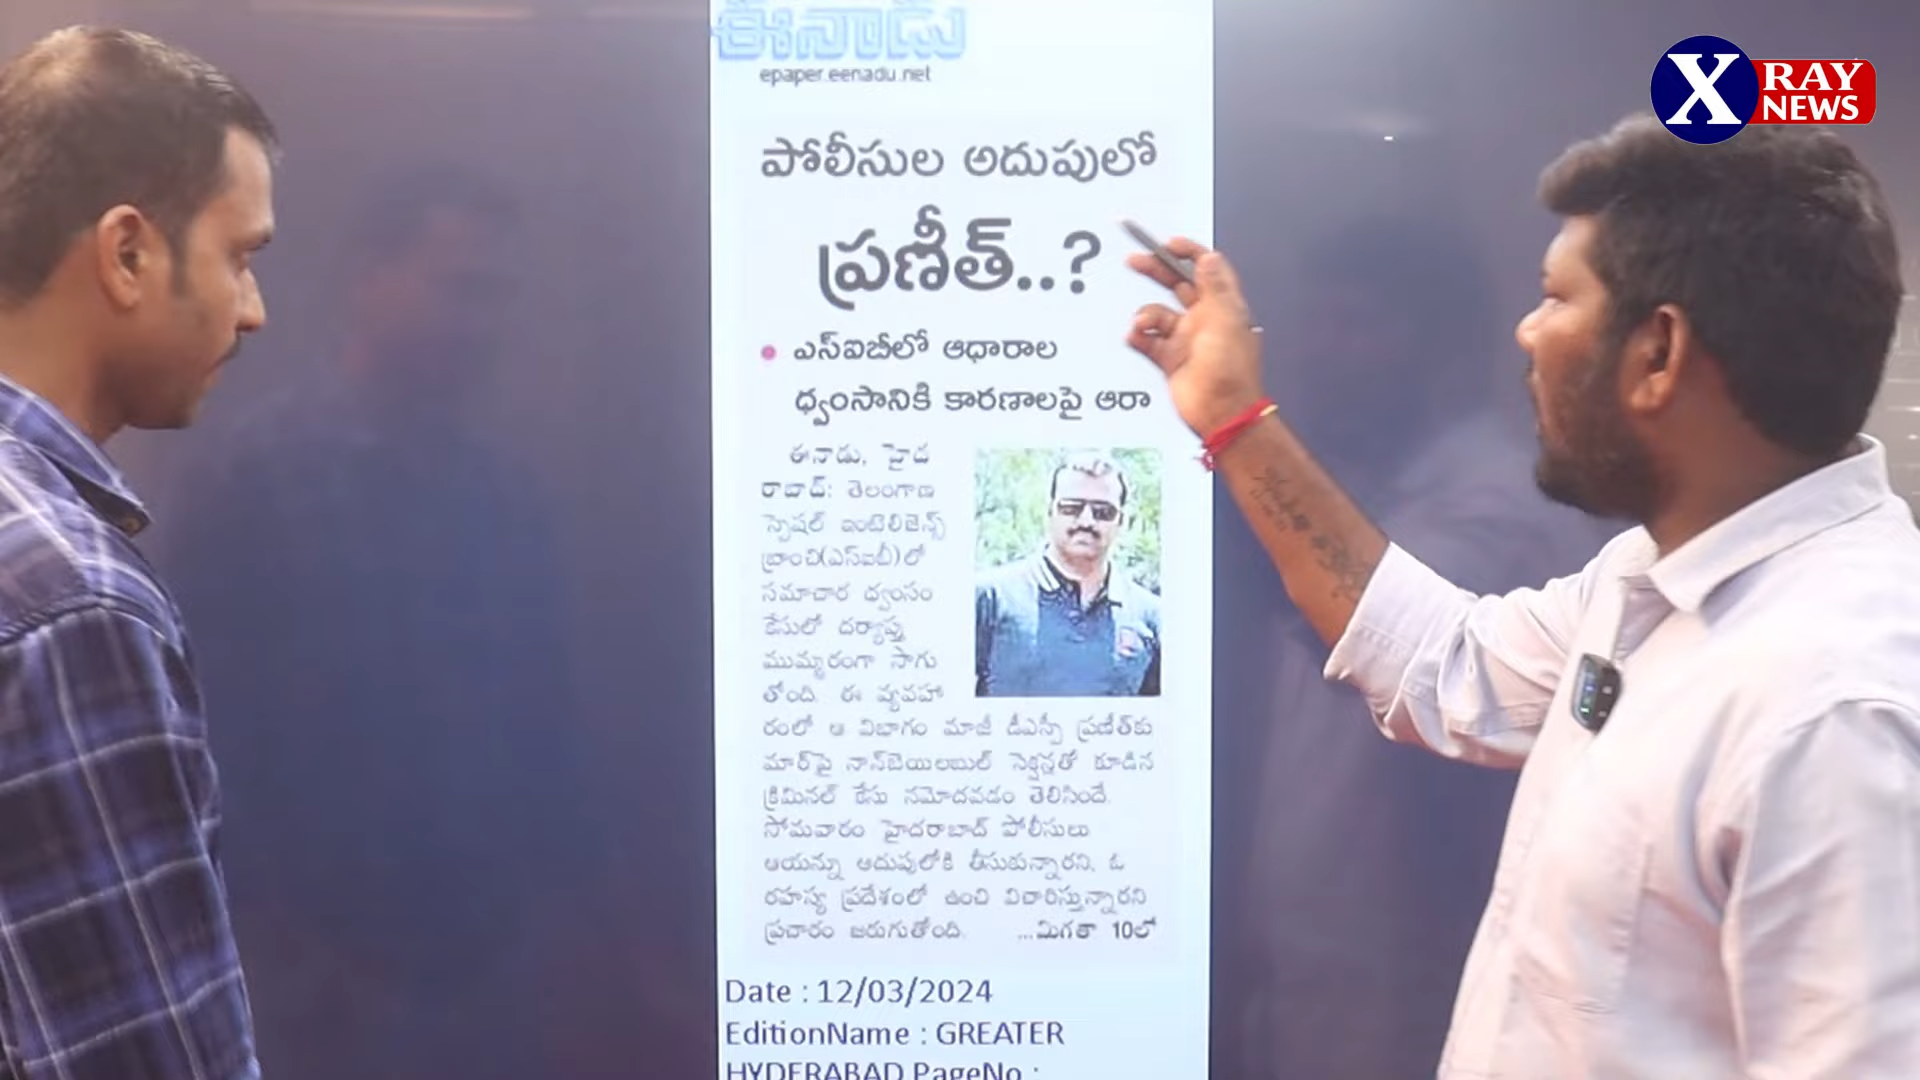 ఈనాడు
epaper.eenadu.net
X RAY
NEWS
పోలీసుల అదుపులో
ప్రణీత్..?
• ఎస్ఐబీలో ఆధారాల
ధ్వంసానికి కారణాలపై ఆరా
ఈనాడు, హైద
రాబాద్: తెలంగాణ
స్పెషల్ ఇంటెలిజెన్స్
బ్రాంచి(ఎస్ఐబీ)లో
సమాచార ధ్వంసం
కేసులో దర్యాప్తు
ముమ్మరంగా సాగు
తోంది. ఈ వ్యవహా
రంలో ఆ విభాగం మాజీ డీఎస్పీ ప్రణీత్‌కు
మార్‌పై నాన్‌బెయిలబుల్ సెక్షన్లతో కూడిన
క్రిమినల్ కేసు నమోదవడం తెలిసిందే.
సోమవారం హైదరాబాద్ పోలీసులు
ఆయన్ను అదుపులోకి తీసుకున్నారని, ఓ
రహస్య ప్రదేశంలో ఉంచి విచారిస్తున్నారని
ప్రచారం జరుగుతోంది. ...మిగతా 10లో
Date : 12/03/2024
EditionName : GREATER
HYDERABAD PageNo :